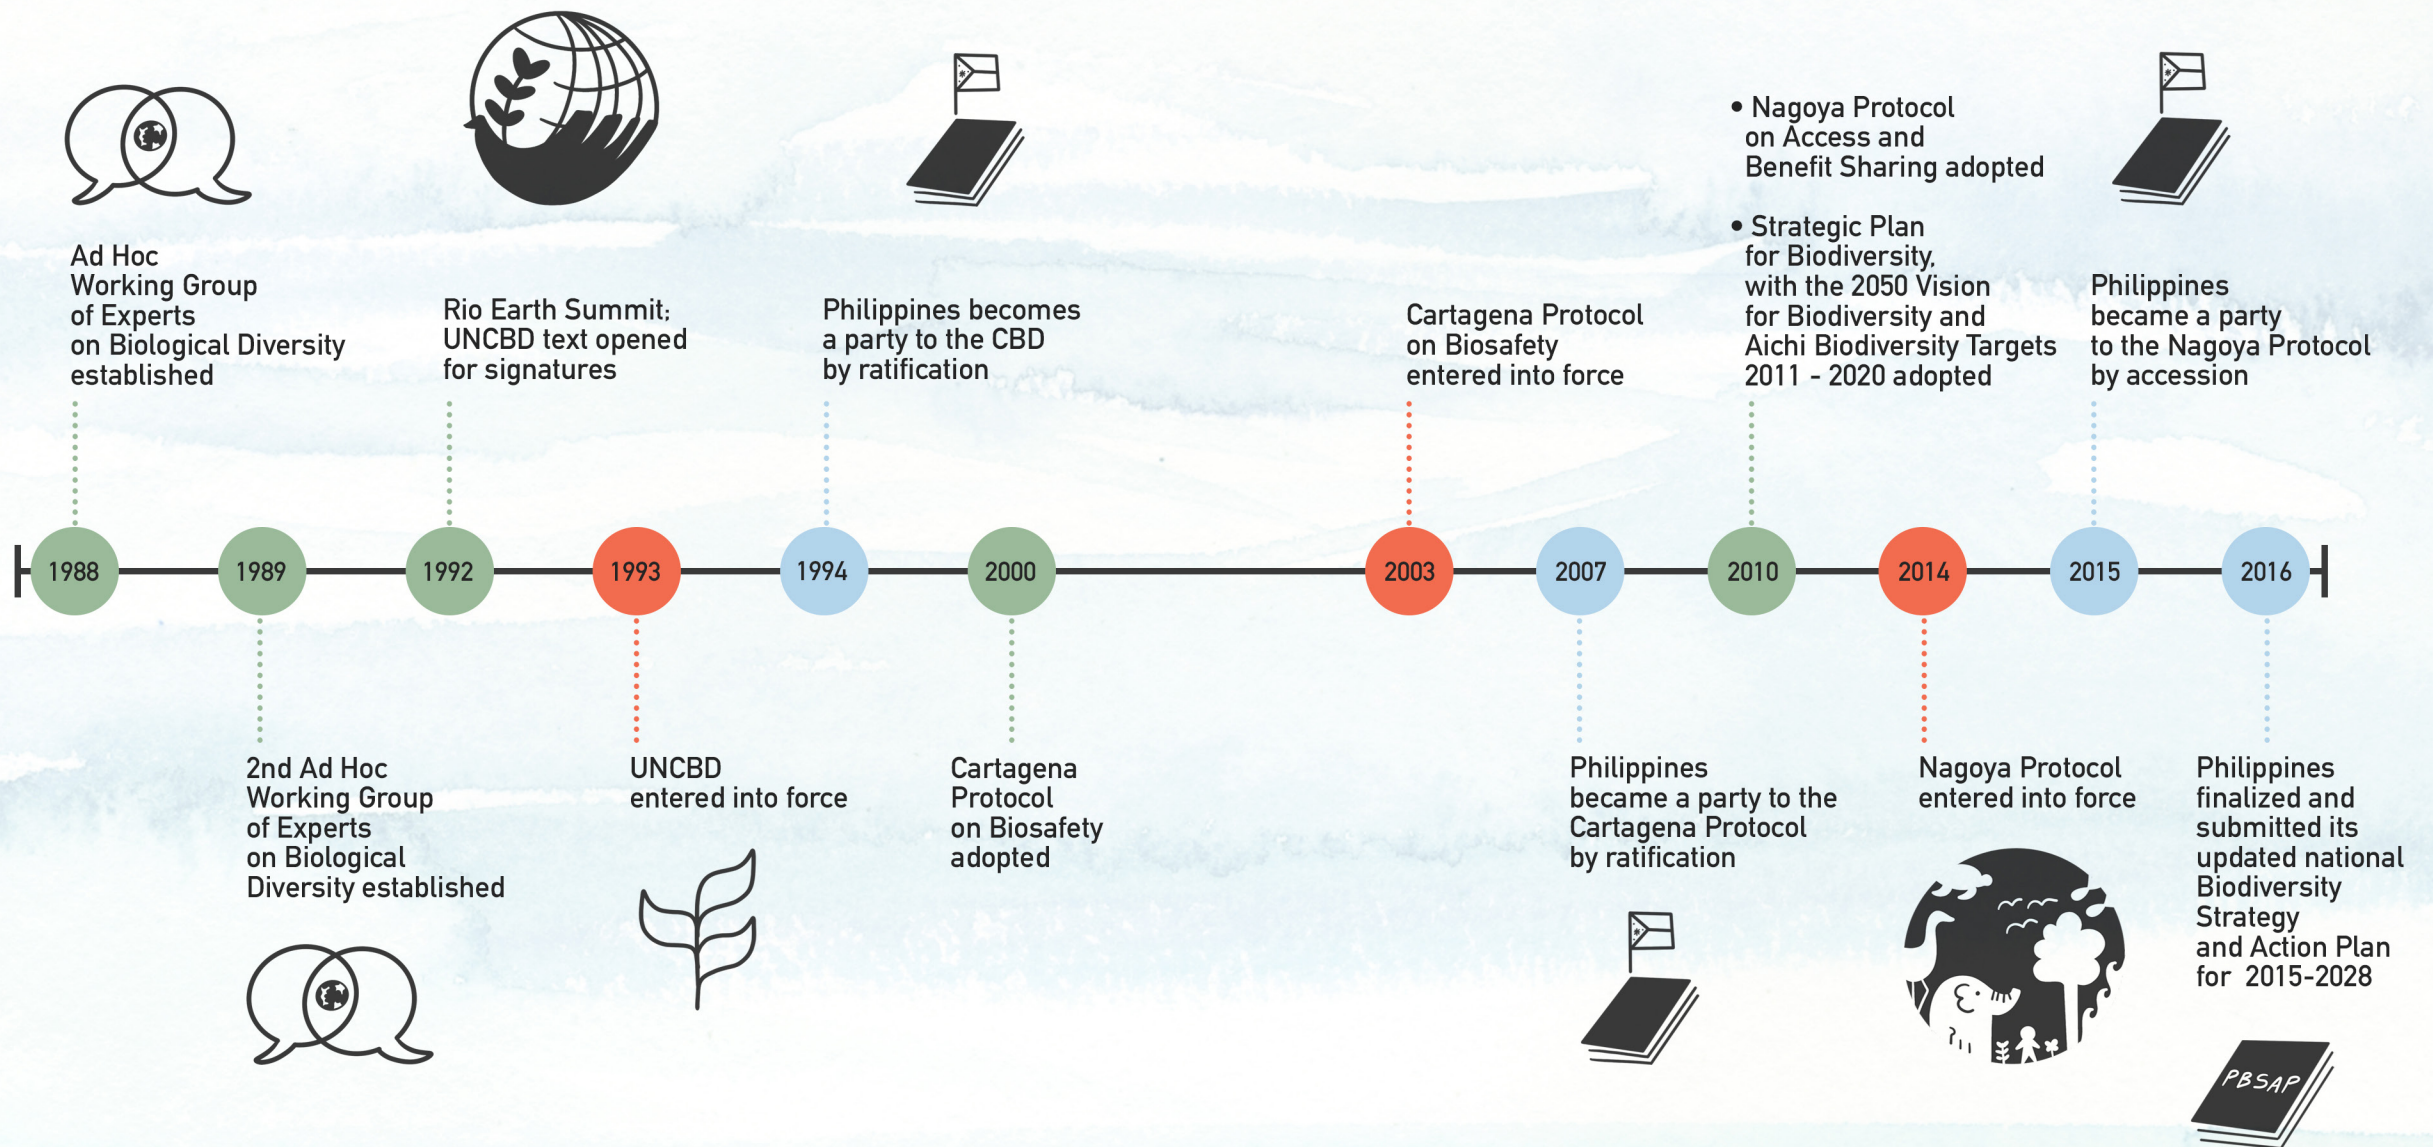 Ad Hoc
Working Group
of Experts
on Biological Diversity
established
Rio Earth Summit;
UNCBD text opened
for signatures
Philippines becomes
a party to the CBD
by ratification
Cartagena Protocol
on Biosafety
entered into force
• Nagoya Protocol
on Access and
Benefit Sharing adopted
• Strategic Plan
for Biodiversity,
with the 2050 Vision
for Biodiversity and
Aichi Biodiversity Targets
2011 - 2020 adopted
Philippines
became a party
to the Nagoya Protocol
by accession
1988
1989
1992
1993
1994
2000
2003
2007
2010
2014
2015
2016
2nd Ad Hoc
Working Group
of Experts
on Biological
Diversity established
UNCBD
entered into force
Cartagena
Protocol
on Biosafety
adopted
Philippines
became a party to the
Cartagena Protocol
by ratification
Nagoya Protocol
entered into force
Philippines
finalized and
submitted its
updated national
Biodiversity
Strategy
and Action Plan
for 2015-2028
PBSAP